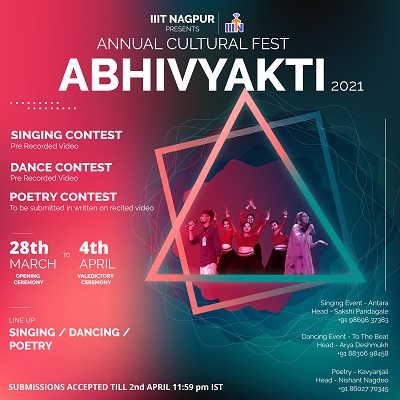 IIIT NAGPUR
PRESENTS
ANNUAL CULTURAL FEST
ABHIVYAKTI 2021
SINGING CONTEST
Pre Recorded Video
DANCE CONTEST
Pre Recorded Video
POETRY CONTEST
To be submitted in written on recited video
28th TO 4th
MARCH APRIL
OPENING VALEDICTORY
CEREMONY CEREMONY
LINE UP
SINGING / DANCING /
POETRY
Singing Event - Antara
Head - Sakshi Pandagale
+91 98696 37383
Dancing Event - To The Beat
Head - Arya Deshmukh
+91 88306 98458
Poetry - Kavyanjali
Head - Nishant Nagdeo
+91 86027 70345
SUBMISSIONS ACCEPTED TILL 2nd APRIL 11:59 pm IST